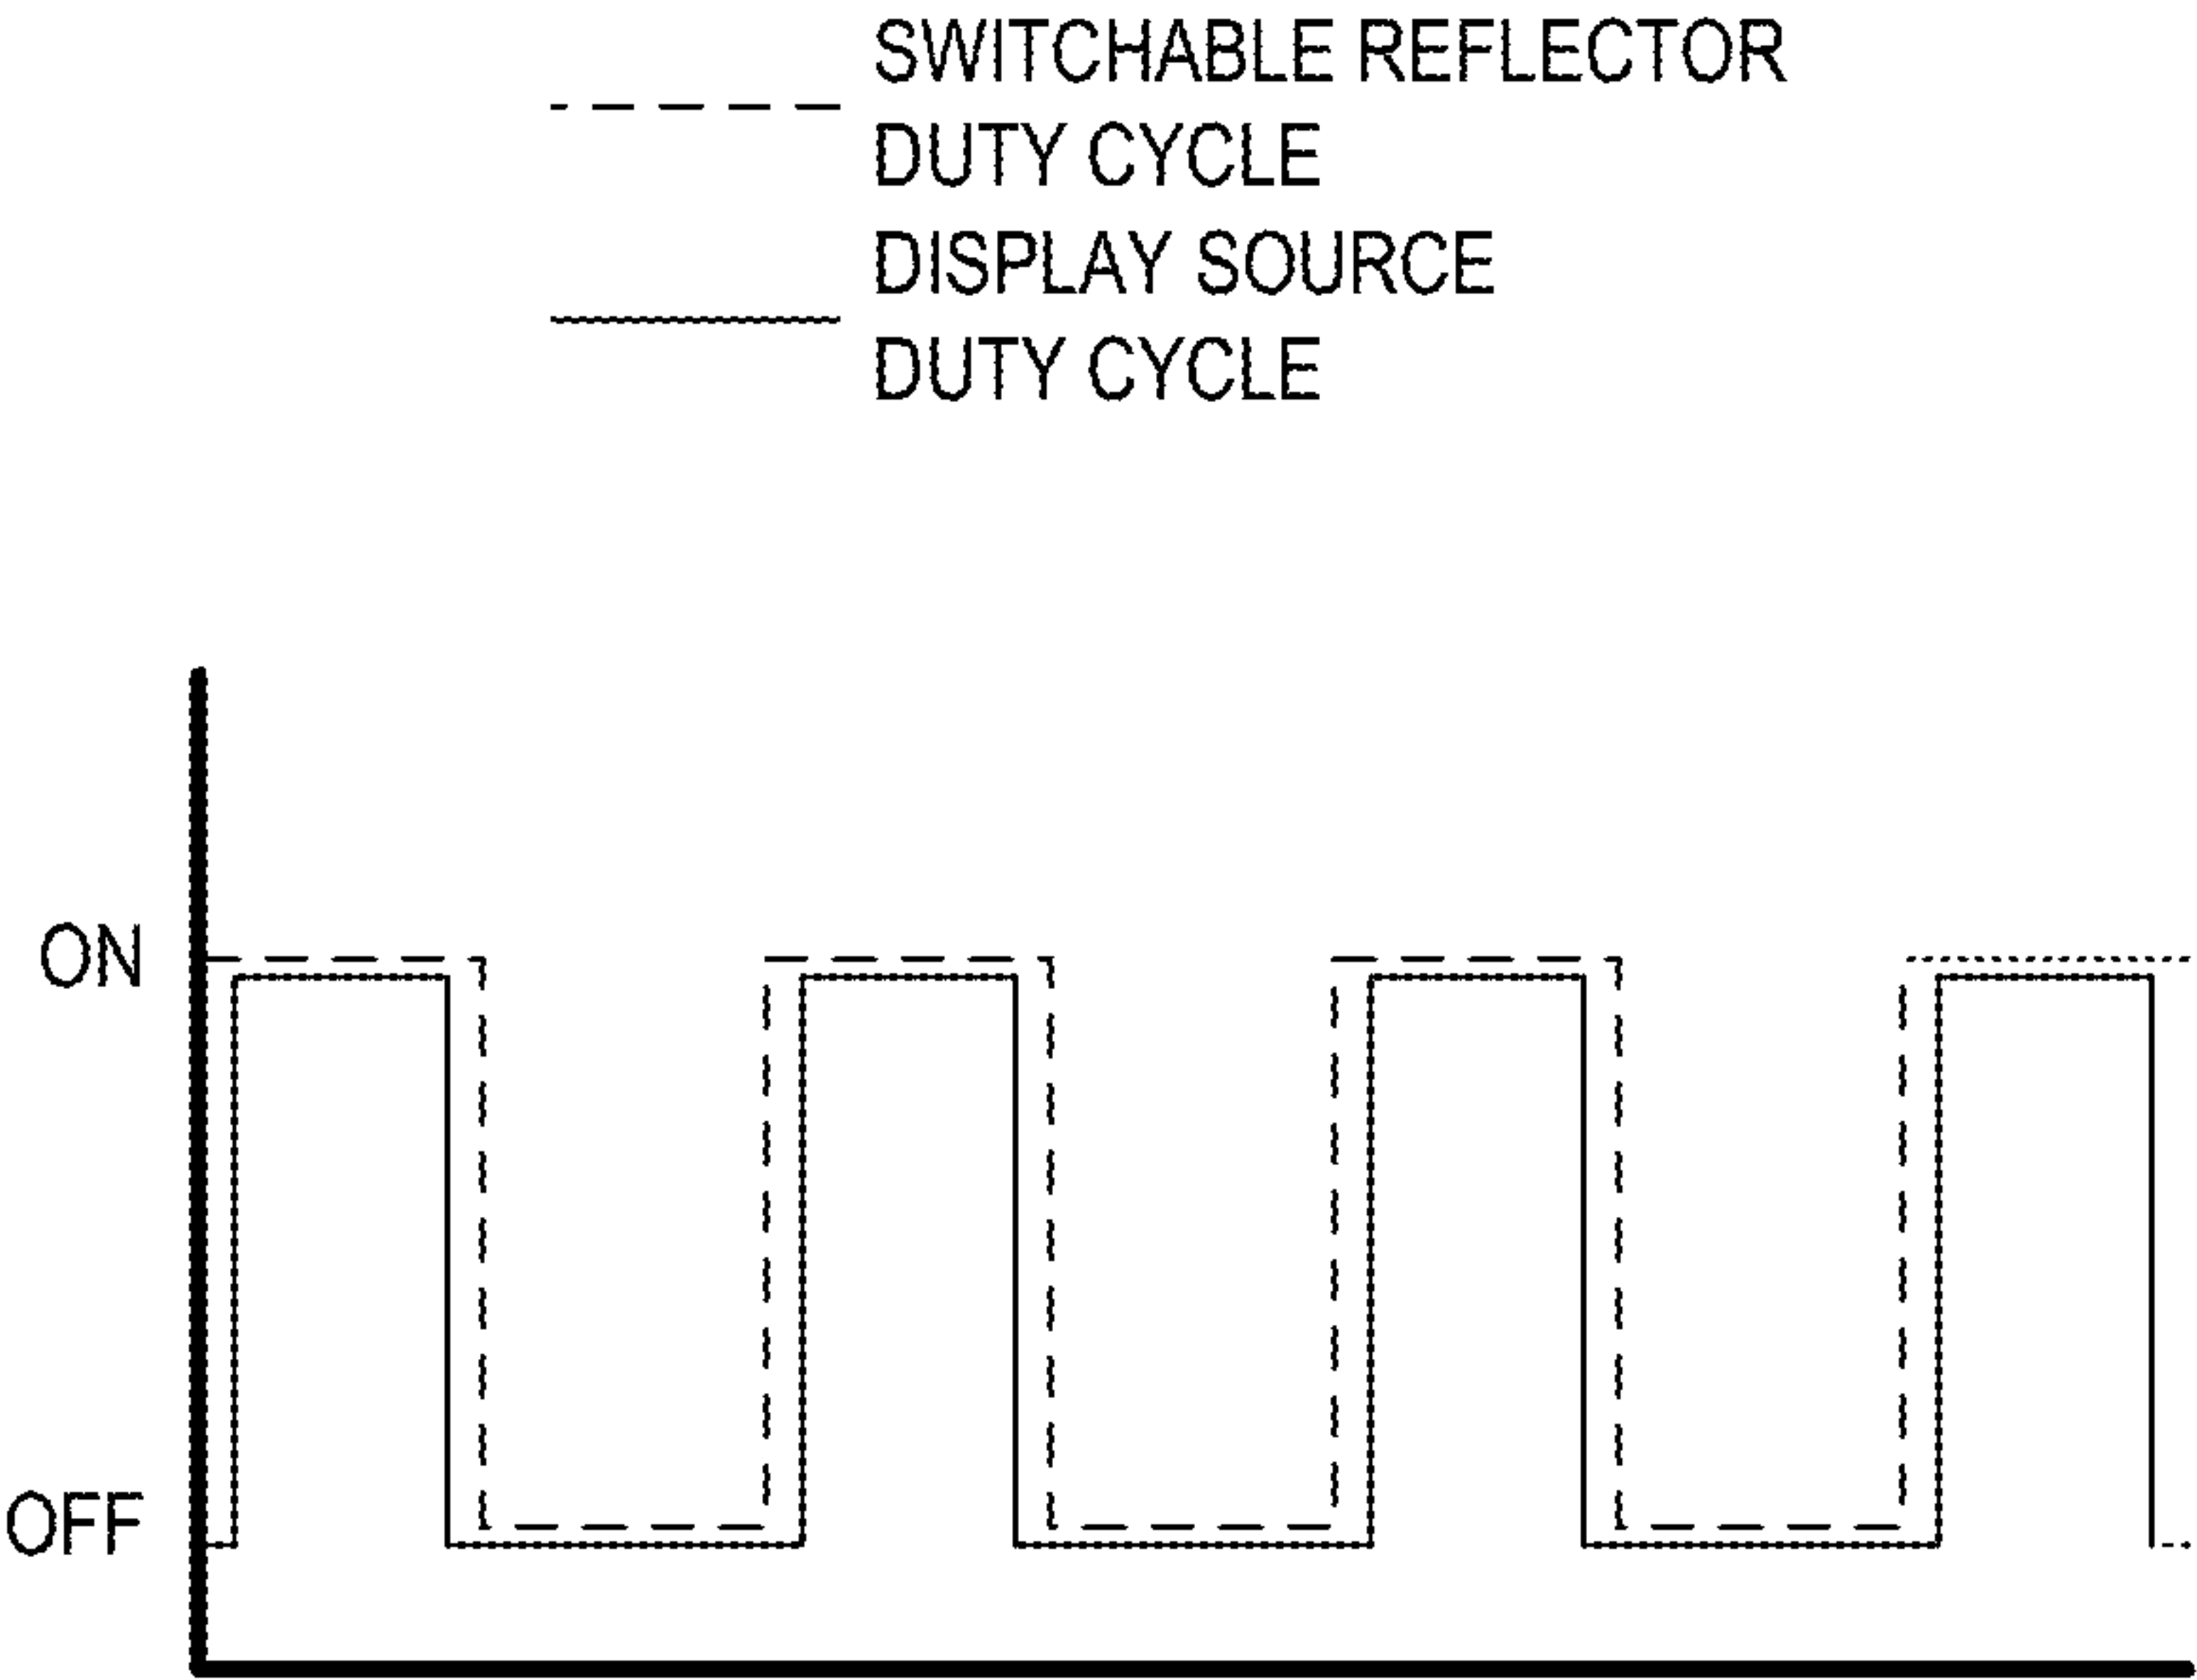 SWITCHABLE REFLECTOR
DUTY CYCLE
DISPLAY SOURCE
DUTY CYCLE
ON
OFF